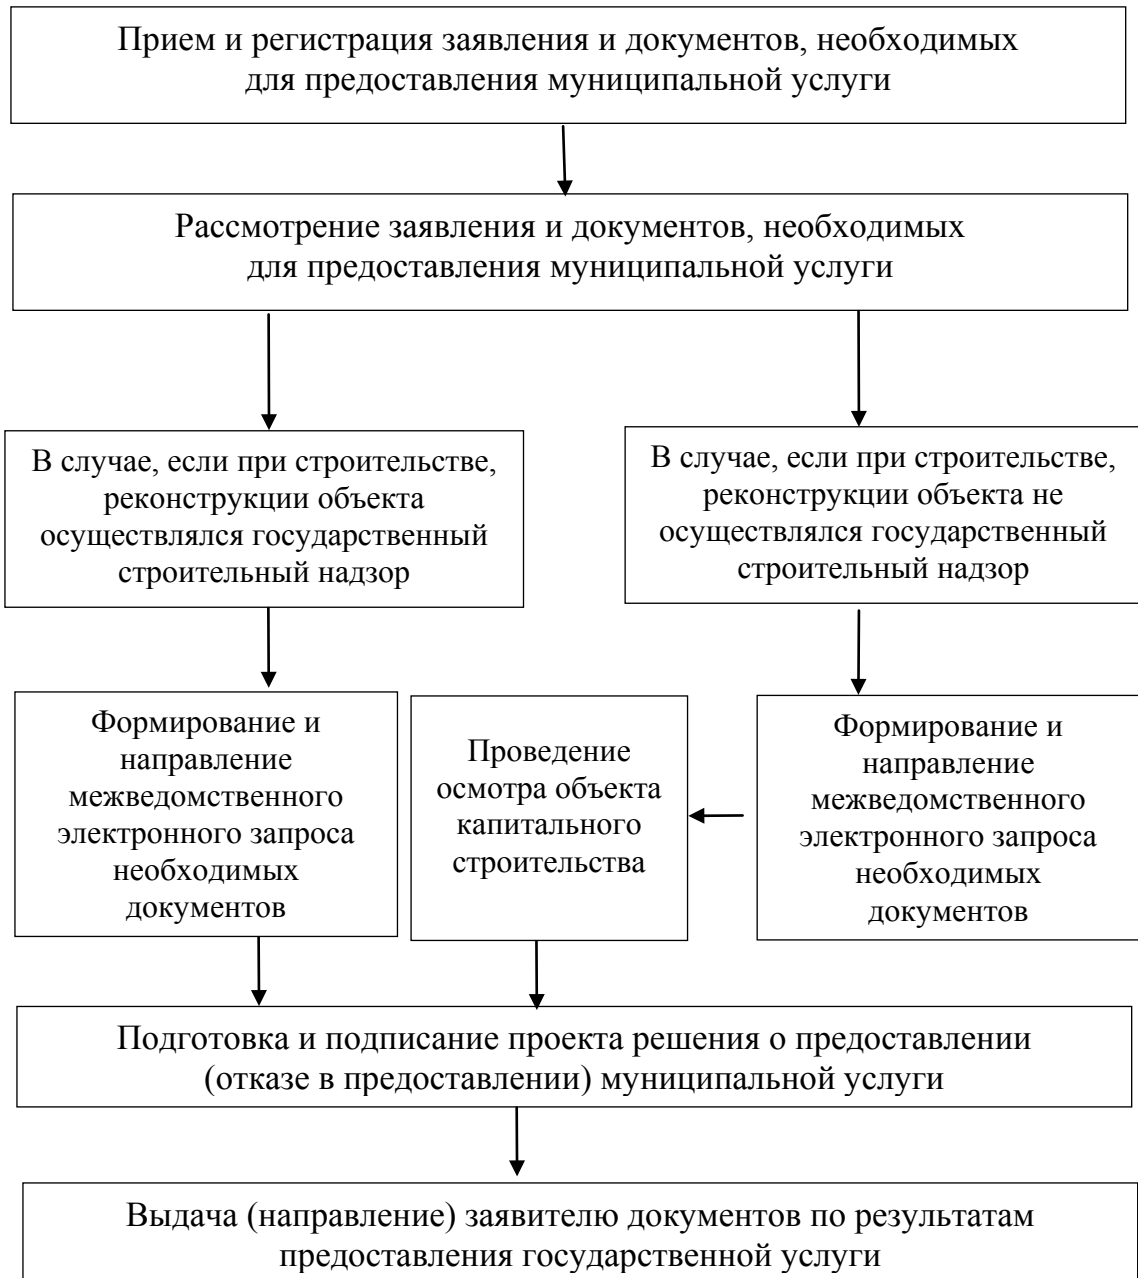 Прием и регистрация заявления и документов, необходимых
для предоставления муниципальной услуги
Рассмотрение заявления и документов, необходимых
для предоставления муниципальной услуги
В случае, если при строительстве,
реконструкции объекта
осуществлялся государственный
строительный надзор
В случае, если при строительстве,
реконструкции объекта не
осуществлялся государственный
строительный надзор
Формирование и
направление
межведомственного
электронного запроса
необходимых
документов
Проведение
осмотра объекта
капитального
строительства
Формирование и
направление
межведомственного
электронного запроса
необходимых
документов
Подготовка и подписание проекта решения о предоставлении
(отказе в предоставлении) муниципальной услуги
Выдача (направление) заявителю документов по результатам
предоставления государственной услуги